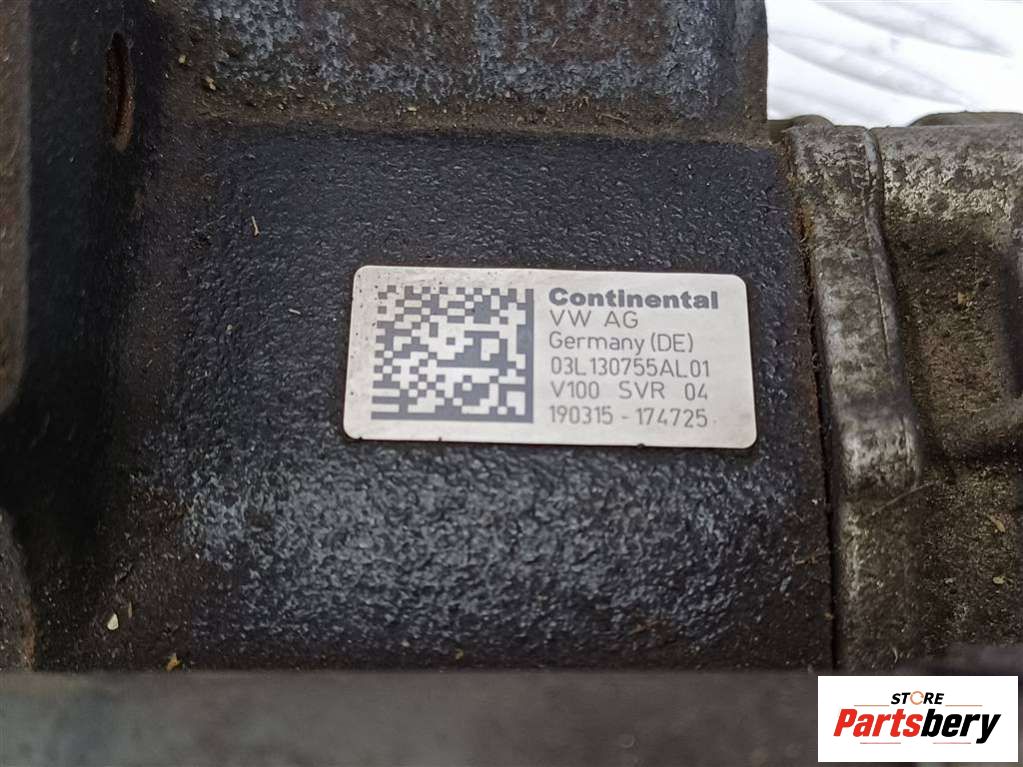 Continental
VW AG
Germany (DE)
03L130755AL01
V100 SVR 04
190315 - 174725
STORE
Partsbery